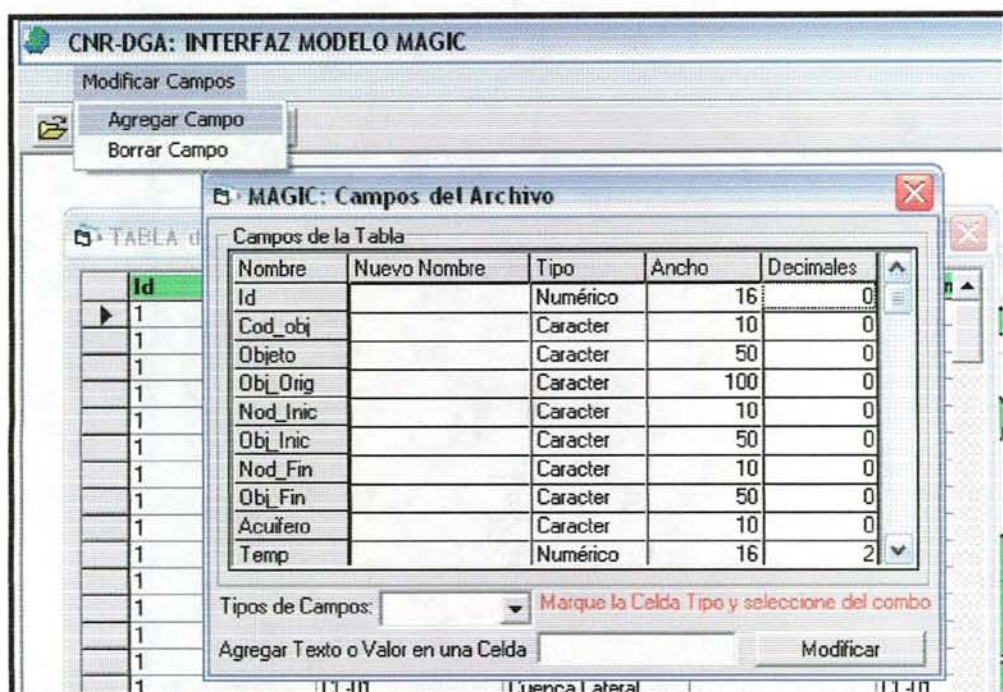 CNR-DGA: INTERFAZ MODELO MAGIC
Modificar Campos
Agregar Campo
Borrar Campo
MAGIC: Campos del Archivo
TABLA d
Campos de la Tabla
Nombre Nuevo Nombre Tipo Ancho Decimales
Id Numérico 16 0
Cod_obj Caracter 10 0
Objeto Caracter 50 0
Obj_Orig Caracter 100 0
Nod_Inic Caracter 10 0
Obj_Inic Caracter 50 0
Nod_Fin Caracter 10 0
Obj_Fin Caracter 50 0
Acuifero Caracter 10 0
Temp Numérico 16 2
Tipos de Campos: Marque la Celda Tipo y seleccione del combo
Agregar Texto o Valor en una Celda Modificar
Id
1
1
1
1
1
1
1
1
1
1
1
1
1
1
1 Cuenca Lateral